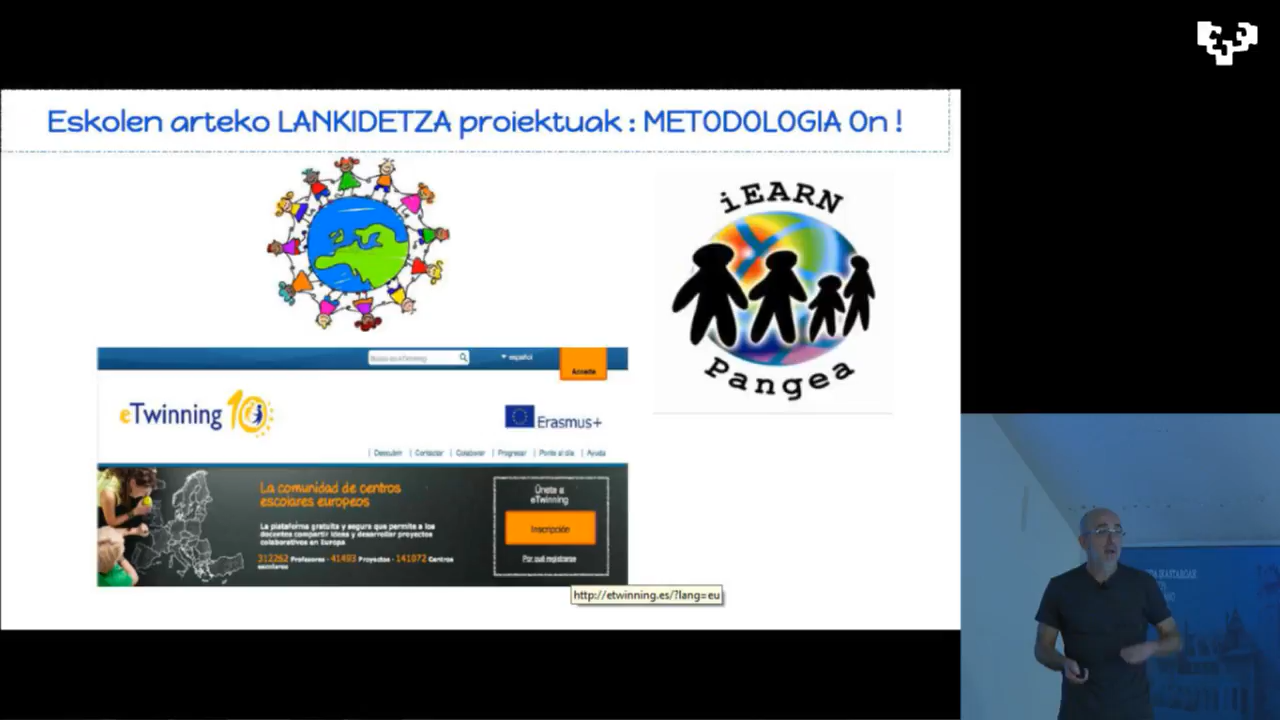 Eskolen arteko LANKIDETZA proiektuak : METODOLOGIA On !
iEARN
Pangea
español
Accede
eTwinning 10
Erasmus+
Descubrir | Contactar | Colaborar | Progresar | Ponte al día | Ayuda
La comunidad de centros
escolares europeos
La plataforma gratuita y segura que permite a los
docentes compartir ideas y desarrollar proyectos
colaborativos en Europa
312262 Profesores · 41493 Proyectos · 141072 Centros
escolares
Únete a
eTwinning
Inscripción
Por qué registrarse
http://etwinning.es/?lang=eu